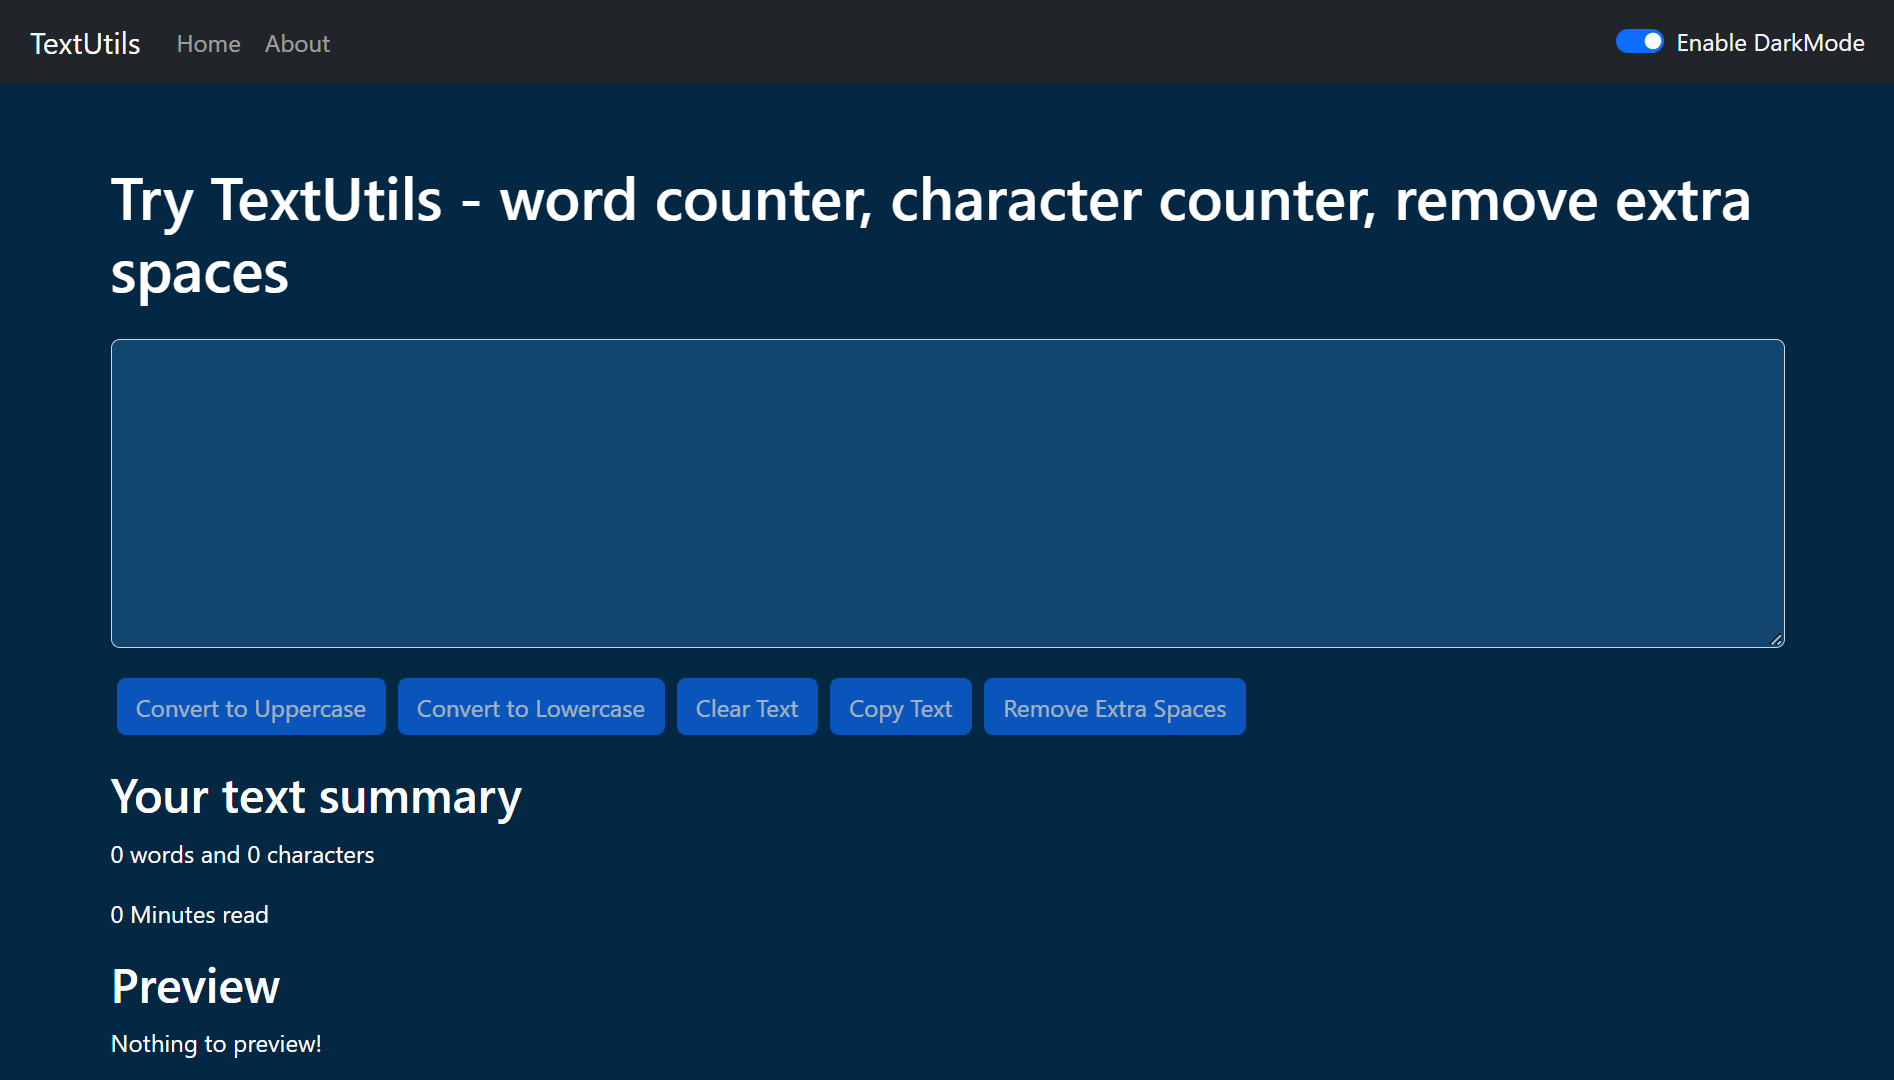 TextUtils Home About Enable DarkMode
Try TextUtils - word counter, character counter, remove extra
spaces
Convert to Uppercase Convert to Lowercase Clear Text Copy Text Remove Extra Spaces
Your text summary
0 words and 0 characters
0 Minutes read
Preview
Nothing to preview!